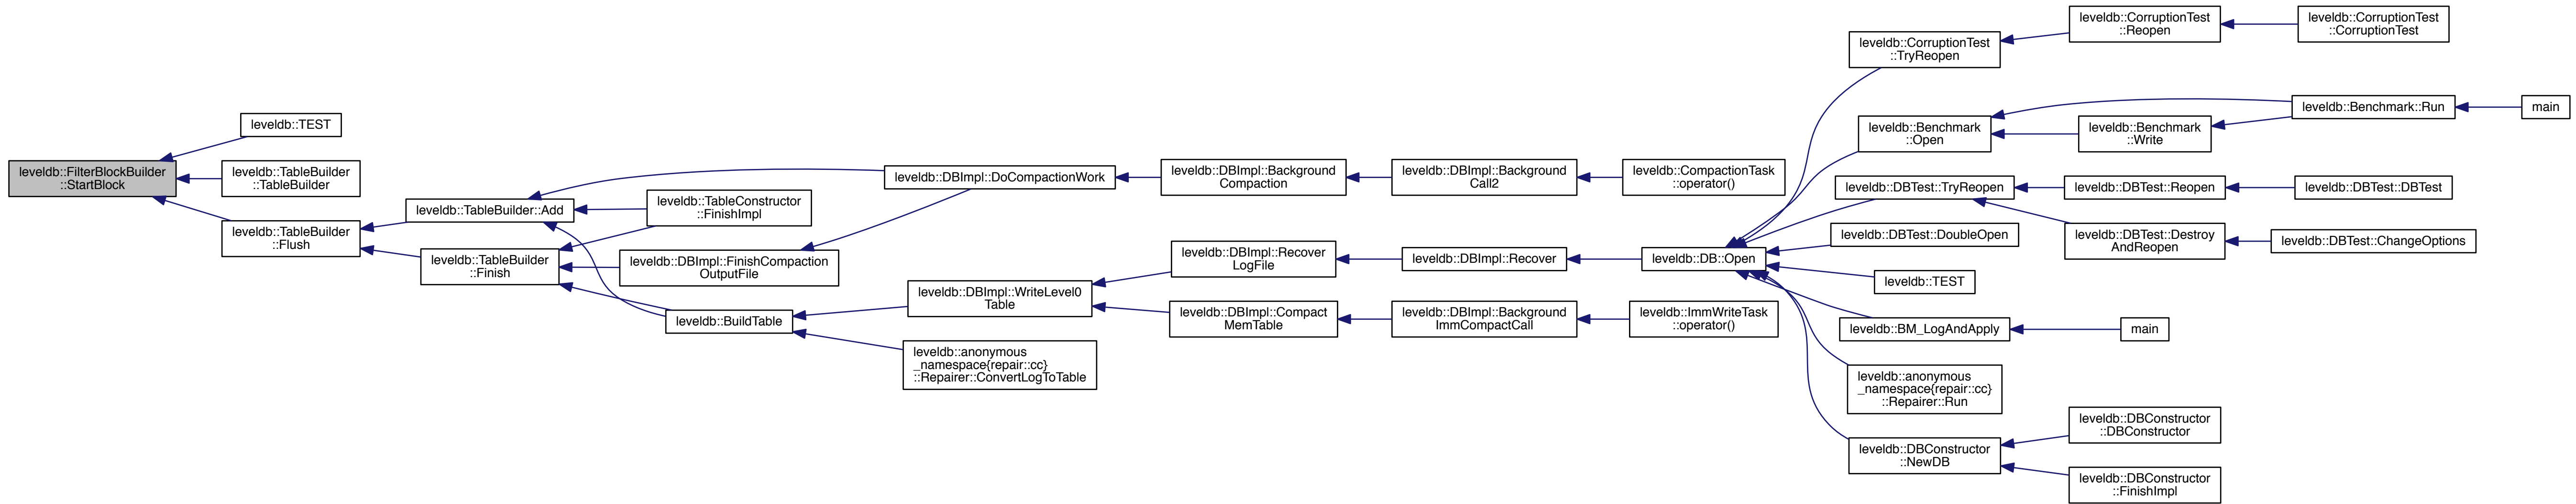 leveldb::FilterBlockBuilder
::StartBlock
leveldb::TEST
leveldb::TableBuilder
::TableBuilder
leveldb::TableBuilder
::Flush
leveldb::TableBuilder::Add
leveldb::TableBuilder
::Finish
leveldb::TableConstructor
::FinishImpl
leveldb::DBImpl::FinishCompaction
OutputFile
leveldb::BuildTable
leveldb::DBImpl::DoCompactionWork
leveldb::DBImpl::WriteLevel0
Table
leveldb::anonymous
_namespace{repair::cc}
::Repairer::ConvertLogToTable
leveldb::DBImpl::Background
Compaction
leveldb::DBImpl::Recover
LogFile
leveldb::DBImpl::Compact
MemTable
leveldb::DBImpl::Background
Call2
leveldb::DBImpl::Recover
leveldb::DBImpl::Background
ImmCompactCall
leveldb::CompactionTask
::operator()
leveldb::DB::Open
leveldb::ImmWriteTask
::operator()
leveldb::CorruptionTest
::TryReopen
leveldb::Benchmark
::Open
leveldb::DBTest::TryReopen
leveldb::DBTest::DoubleOpen
leveldb::TEST
leveldb::BM_LogAndApply
leveldb::anonymous
_namespace{repair::cc}
::Repairer::Run
leveldb::DBConstructor
::NewDB
leveldb::CorruptionTest
::Reopen
leveldb::Benchmark
::Write
leveldb::DBTest::Reopen
leveldb::DBTest::Destroy
AndReopen
main
leveldb::DBConstructor
::DBConstructor
leveldb::DBConstructor
::FinishImpl
leveldb::CorruptionTest
::CorruptionTest
leveldb::Benchmark::Run
leveldb::DBTest::DBTest
leveldb::DBTest::ChangeOptions
main